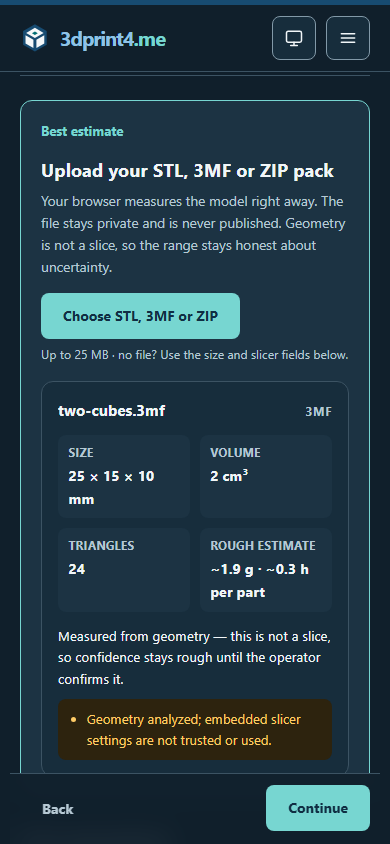 3dprint4.me
Best estimate
Upload your STL, 3MF or ZIP pack
Your browser measures the model right away. The
file stays private and is never published. Geometry
is not a slice, so the range stays honest about
uncertainty.
Choose STL, 3MF or ZIP
Up to 25 MB · no file? Use the size and slicer fields below.
two-cubes.3mf
3MF
SIZE
25 × 15 × 10
mm
VOLUME
2 cm³
TRIANGLES
24
ROUGH ESTIMATE
~1.9 g · ~0.3 h
per part
Measured from geometry — this is not a slice,
so confidence stays rough until the operator
confirms it.
• Geometry analyzed; embedded slicer
settings are not trusted or used.
Back
Continue